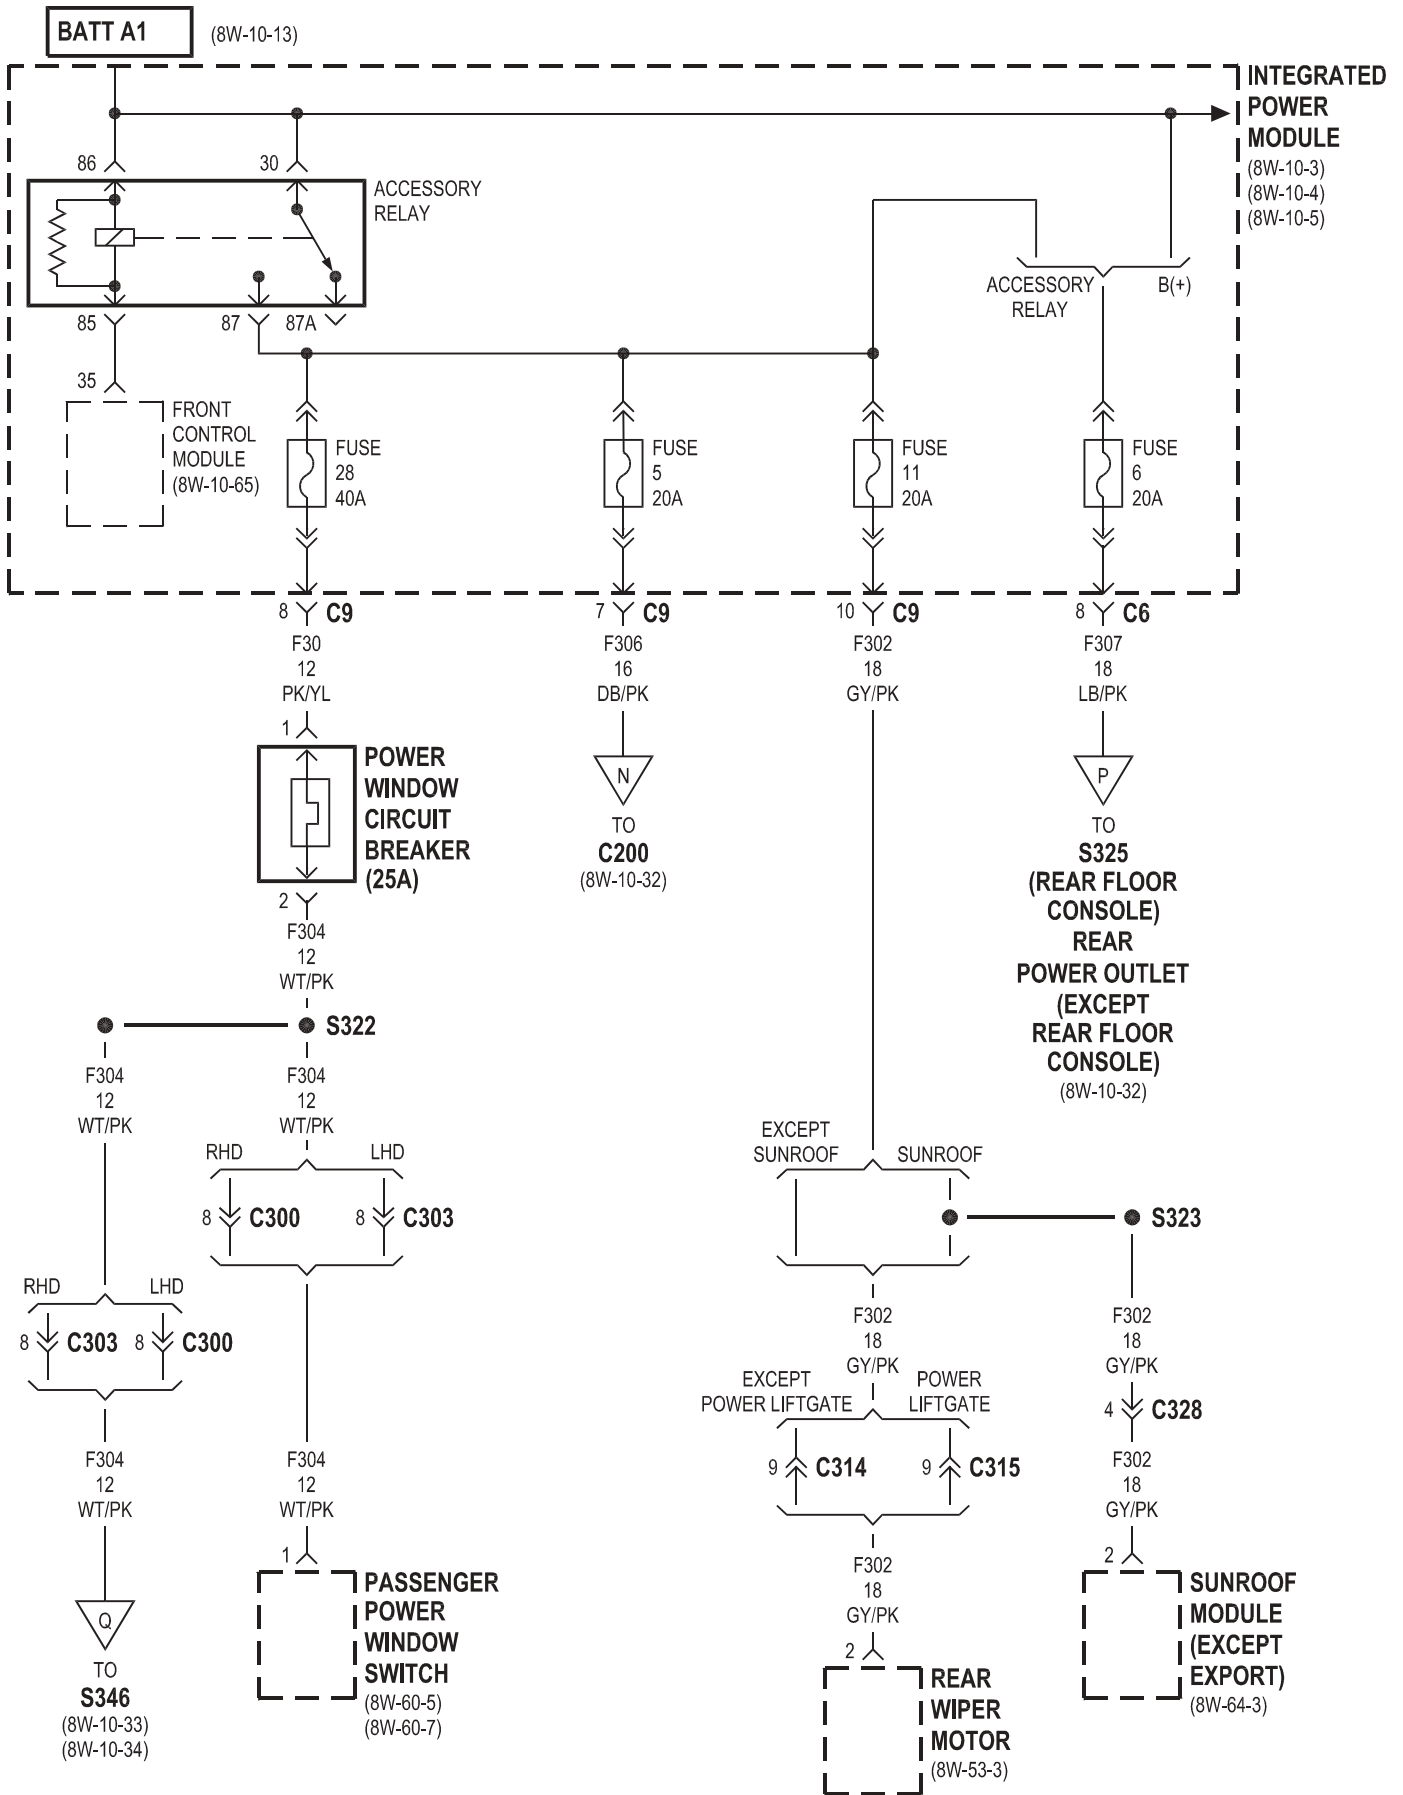 BATT A1
(8W-10-13)
INTEGRATED
POWER
MODULE
(8W-10-3)
(8W-10-4)
(8W-10-5)
86
30
ACCESSORY
RELAY
85
87
87A
ACCESSORY
RELAY
B(+)
35
FRONT
CONTROL
MODULE
(8W-10-65)
FUSE
28
40A
FUSE
5
20A
FUSE
11
20A
FUSE
6
20A
8
C9
7
C9
10
C9
8
C6
F30
12
PK/YL
F306
16
DB/PK
F302
18
GY/PK
F307
18
LB/PK
1
POWER
WINDOW
CIRCUIT
BREAKER
(25A)
2
N
TO
C200
(8W-10-32)
P
TO
S325
(REAR FLOOR
CONSOLE)
REAR
POWER OUTLET
(EXCEPT
REAR FLOOR
CONSOLE)
(8W-10-32)
F304
12
WT/PK
S322
F304
12
WT/PK
F304
12
WT/PK
RHD
LHD
8
C300
8
C303
EXCEPT
SUNROOF
SUNROOF
S323
RHD
LHD
8
C303
8
C300
F302
18
GY/PK
F302
18
GY/PK
EXCEPT
POWER LIFTGATE
POWER
LIFTGATE
4
C328
9
C314
9
C315
F304
12
WT/PK
F304
12
WT/PK
F302
18
GY/PK
Q
TO
S346
(8W-10-33)
(8W-10-34)
1
PASSENGER
POWER
WINDOW
SWITCH
(8W-60-5)
(8W-60-7)
F302
18
GY/PK
2
REAR
WIPER
MOTOR
(8W-53-3)
2
SUNROOF
MODULE
(EXCEPT
EXPORT)
(8W-64-3)